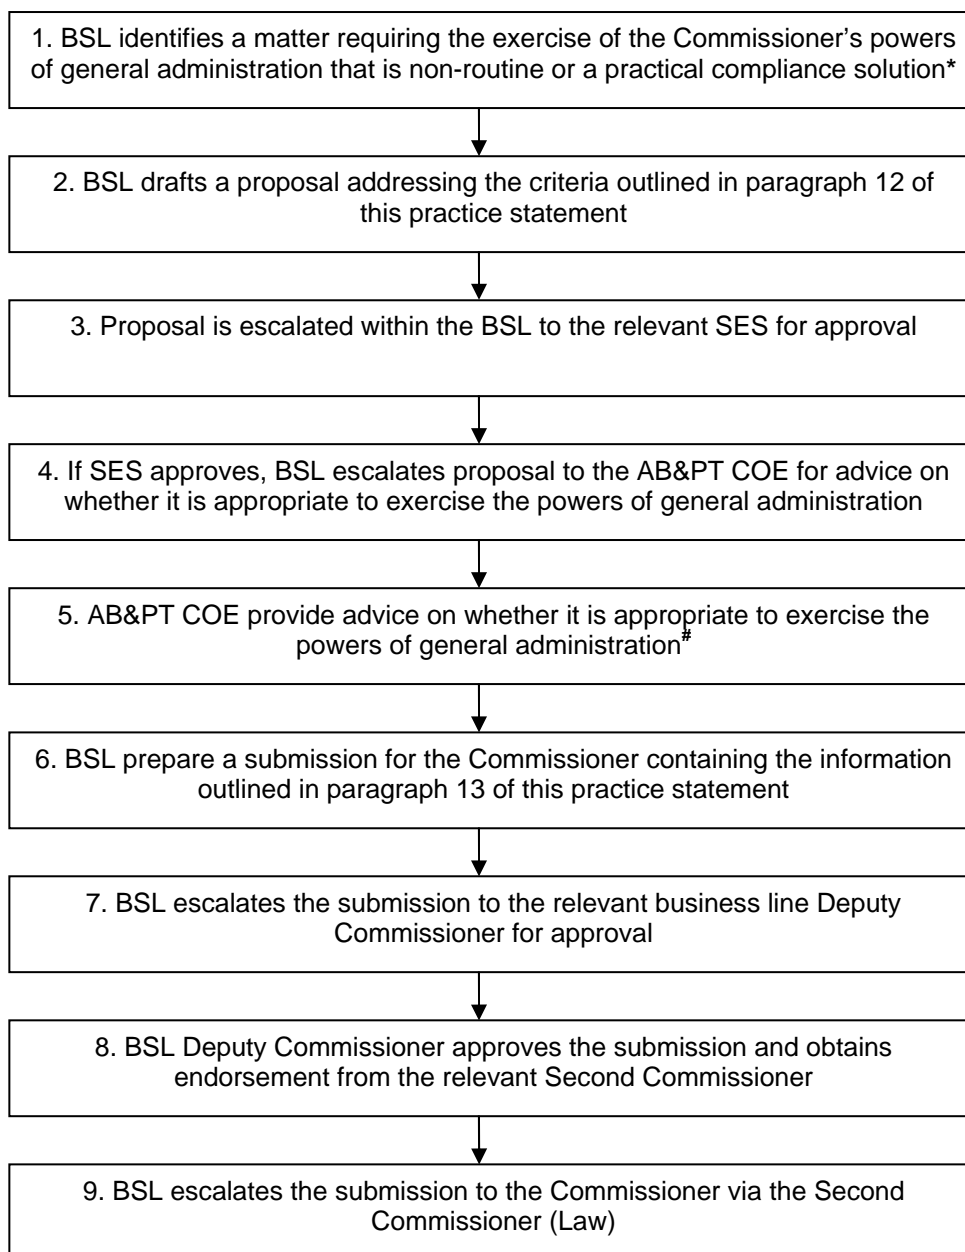 1. BSL identifies a matter requiring the exercise of the Commissioner’s powers
of general administration that is non-routine or a practical compliance solution*
2. BSL drafts a proposal addressing the criteria outlined in paragraph 12 of
this practice statement
3. Proposal is escalated within the BSL to the relevant SES for approval
4. If SES approves, BSL escalates proposal to the AB&PT COE for advice on
whether it is appropriate to exercise the powers of general administration
5. AB&PT COE provide advice on whether it is appropriate to exercise the
powers of general administration#
6. BSL prepare a submission for the Commissioner containing the information
outlined in paragraph 13 of this practice statement
7. BSL escalates the submission to the relevant business line Deputy
Commissioner for approval
8. BSL Deputy Commissioner approves the submission and obtains
endorsement from the relevant Second Commissioner
9. BSL escalates the submission to the Commissioner via the Second
Commissioner (Law)